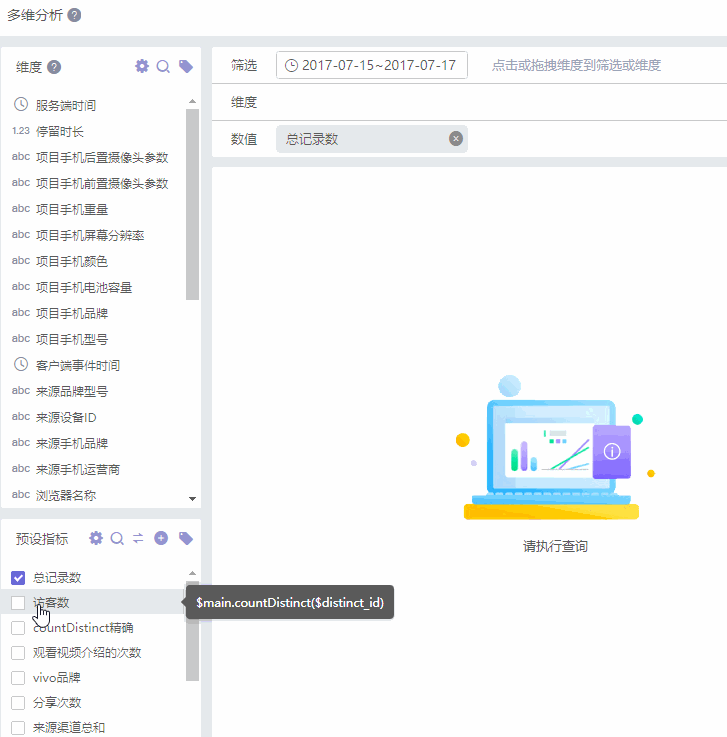 多维分析 ?
维度 ?
服务端时间
1.23 停留时长
abc 项目手机后置摄像头参数
abc 项目手机前置摄像头参数
abc 项目手机重量
abc 项目手机屏幕分辨率
abc 项目手机颜色
abc 项目手机电池容量
abc 项目手机品牌
abc 项目手机型号
客户端事件时间
abc 来源品牌型号
abc 来源设备ID
abc 来源手机品牌
abc 来源手机运营商
abc 浏览器名称
预设指标
总记录数
访客数
$main.countDistinct($distinct_id)
countDistinct精确
观看视频介绍的次数
vivo品牌
分享次数
来源渠道总和
筛选 2017-07-15~2017-07-17 点击或拖拽维度到筛选或维度
维度
数值 总记录数
请执行查询